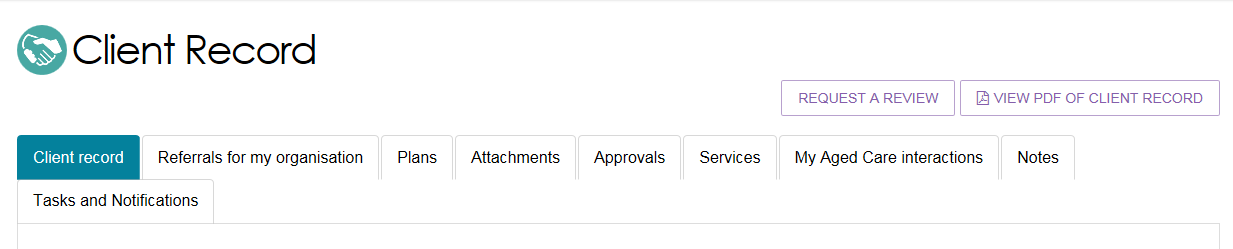 Client Record
REQUEST A REVIEW VIEW PDF OF CLIENT RECORD
Client record Referrals for my organisation Plans Attachments Approvals Services My Aged Care interactions Notes
Tasks and Notifications